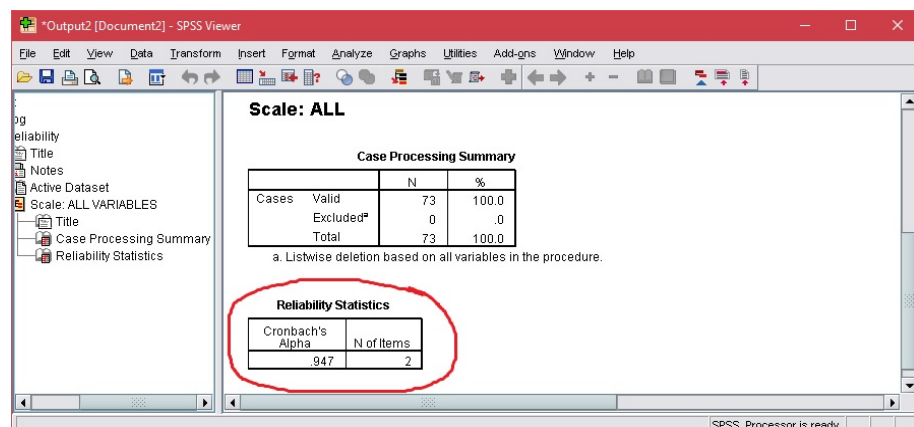 *Output2 [Document2] - SPSS Viewer
File Edit View Data Transform Insert Format Analyze Graphs Utilities Add-ons Window Help
og
eliability
Title
Notes
Active Dataset
Scale: ALL VARIABLES
Title
Case Processing Summary
Reliability Statistics
Scale: ALL
Case Processing Summary
N %
Cases Valid 73 100.0
Excludedª 0 .0
Total 73 100.0
a. Listwise deletion based on all variables in the procedure.
Reliability Statistics
Cronbach's
Alpha N of Items
.947 2
SPSS Processor is ready